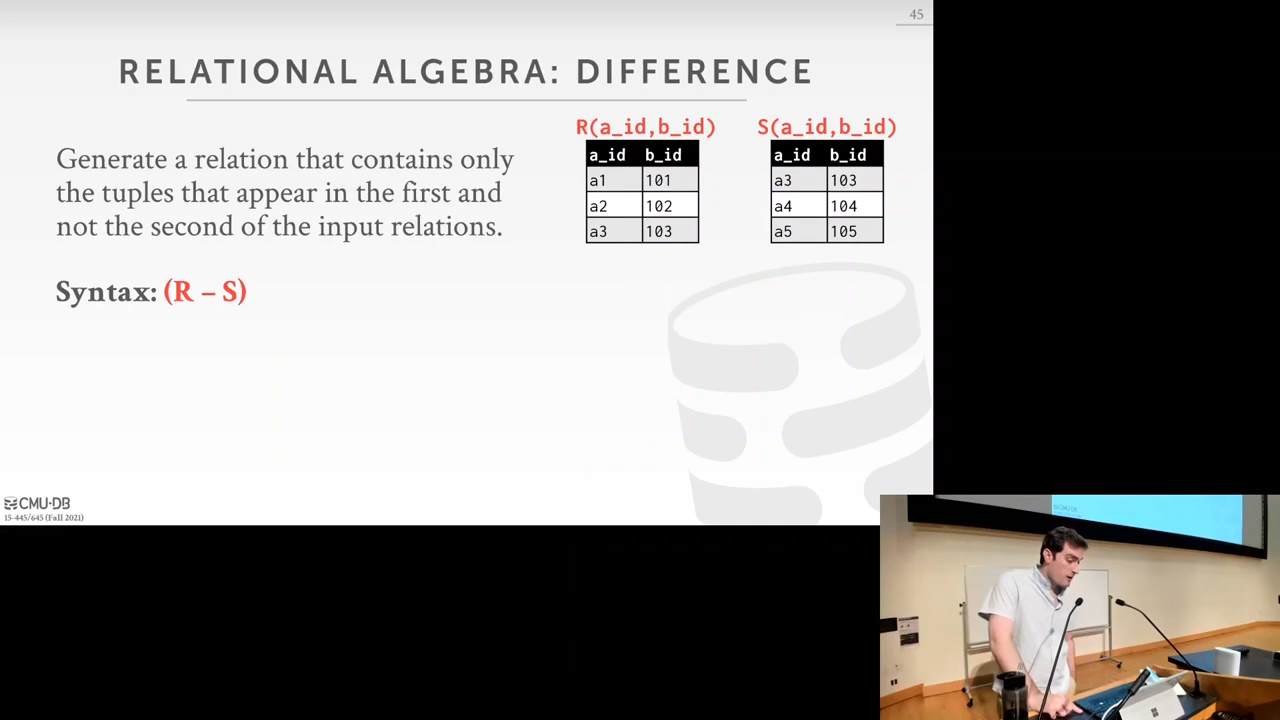 45
RELATIONAL ALGEBRA: DIFFERENCE
Generate a relation that contains only
the tuples that appear in the first and
not the second of the input relations.
Syntax: (R – S)
R(a_id,b_id)
a_id b_id
a1 101
a2 102
a3 103
S(a_id,b_id)
a_id b_id
a3 103
a4 104
a5 105
CMU·DB
15-445/645 (Fall 2021)